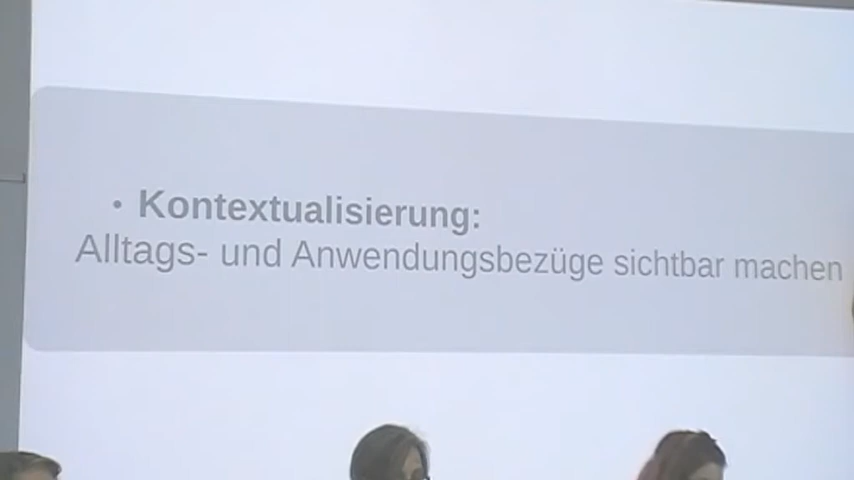 • Kontextualisierung:
Alltags- und Anwendungsbezüge sichtbar machen